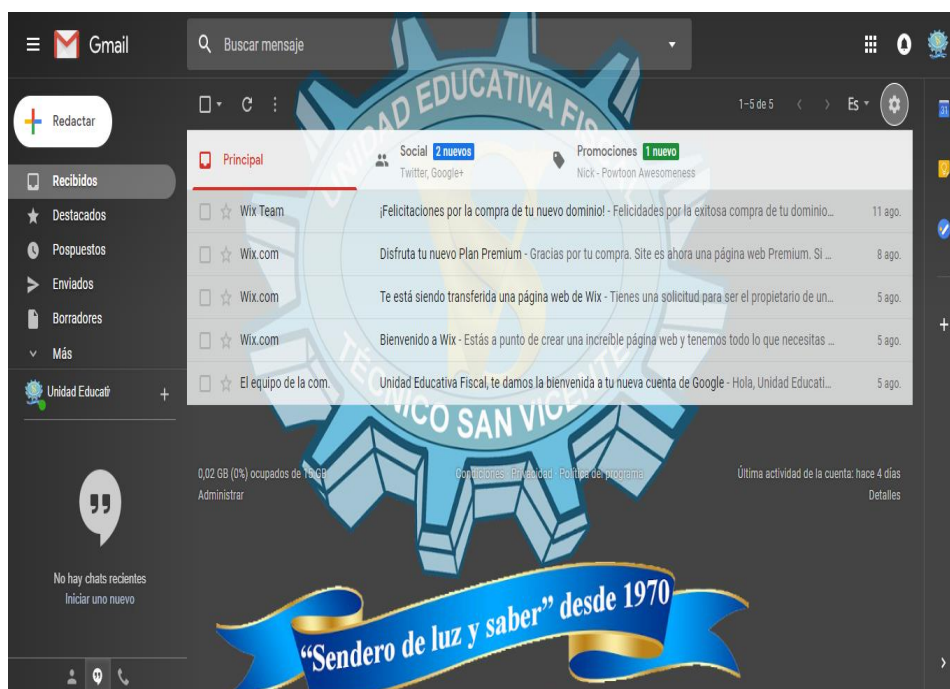 Gmail
Buscar mensaje
Redactar
1–5 de 5
Es
31
Principal
Social 2 nuevos
Twitter, Google+
Promociones 1 nuevo
Nick - Powtoon Awesomeness
Recibidos
Destacados
Pospuestos
Enviados
Borradores
Más
Unidad Educati
Wix Team ¡Felicitaciones por la compra de tu nuevo dominio! - Felicidades por la exitosa compra de tu dominio... 11 ago.
Wix.com Disfruta tu nuevo Plan Premium - Gracias por tu compra. Site es ahora una página web Premium. Si ... 8 ago.
Wix.com Te está siendo transferida una página web de Wix - Tienes una solicitud para ser el propietario de un... 5 ago.
Wix.com Bienvenido a Wix - Estás a punto de crear una increíble página web y tenemos todo lo que necesitas ... 5 ago.
El equipo de la com. Unidad Educativa Fiscal, te damos la bienvenida a tu nueva cuenta de Google - Hola, Unidad Educati... 5 ago.
UNIDAD EDUCATIVA FISCAL
TÉCNICO SAN VICENTE
0,02 GB (0%) ocupados de 15 GB
Administrar
Condiciones · Privacidad · Política del programa
Última actividad de la cuenta: hace 4 días
Detalles
No hay chats recientes
Iniciar uno nuevo
“Sendero de luz y saber” desde 1970